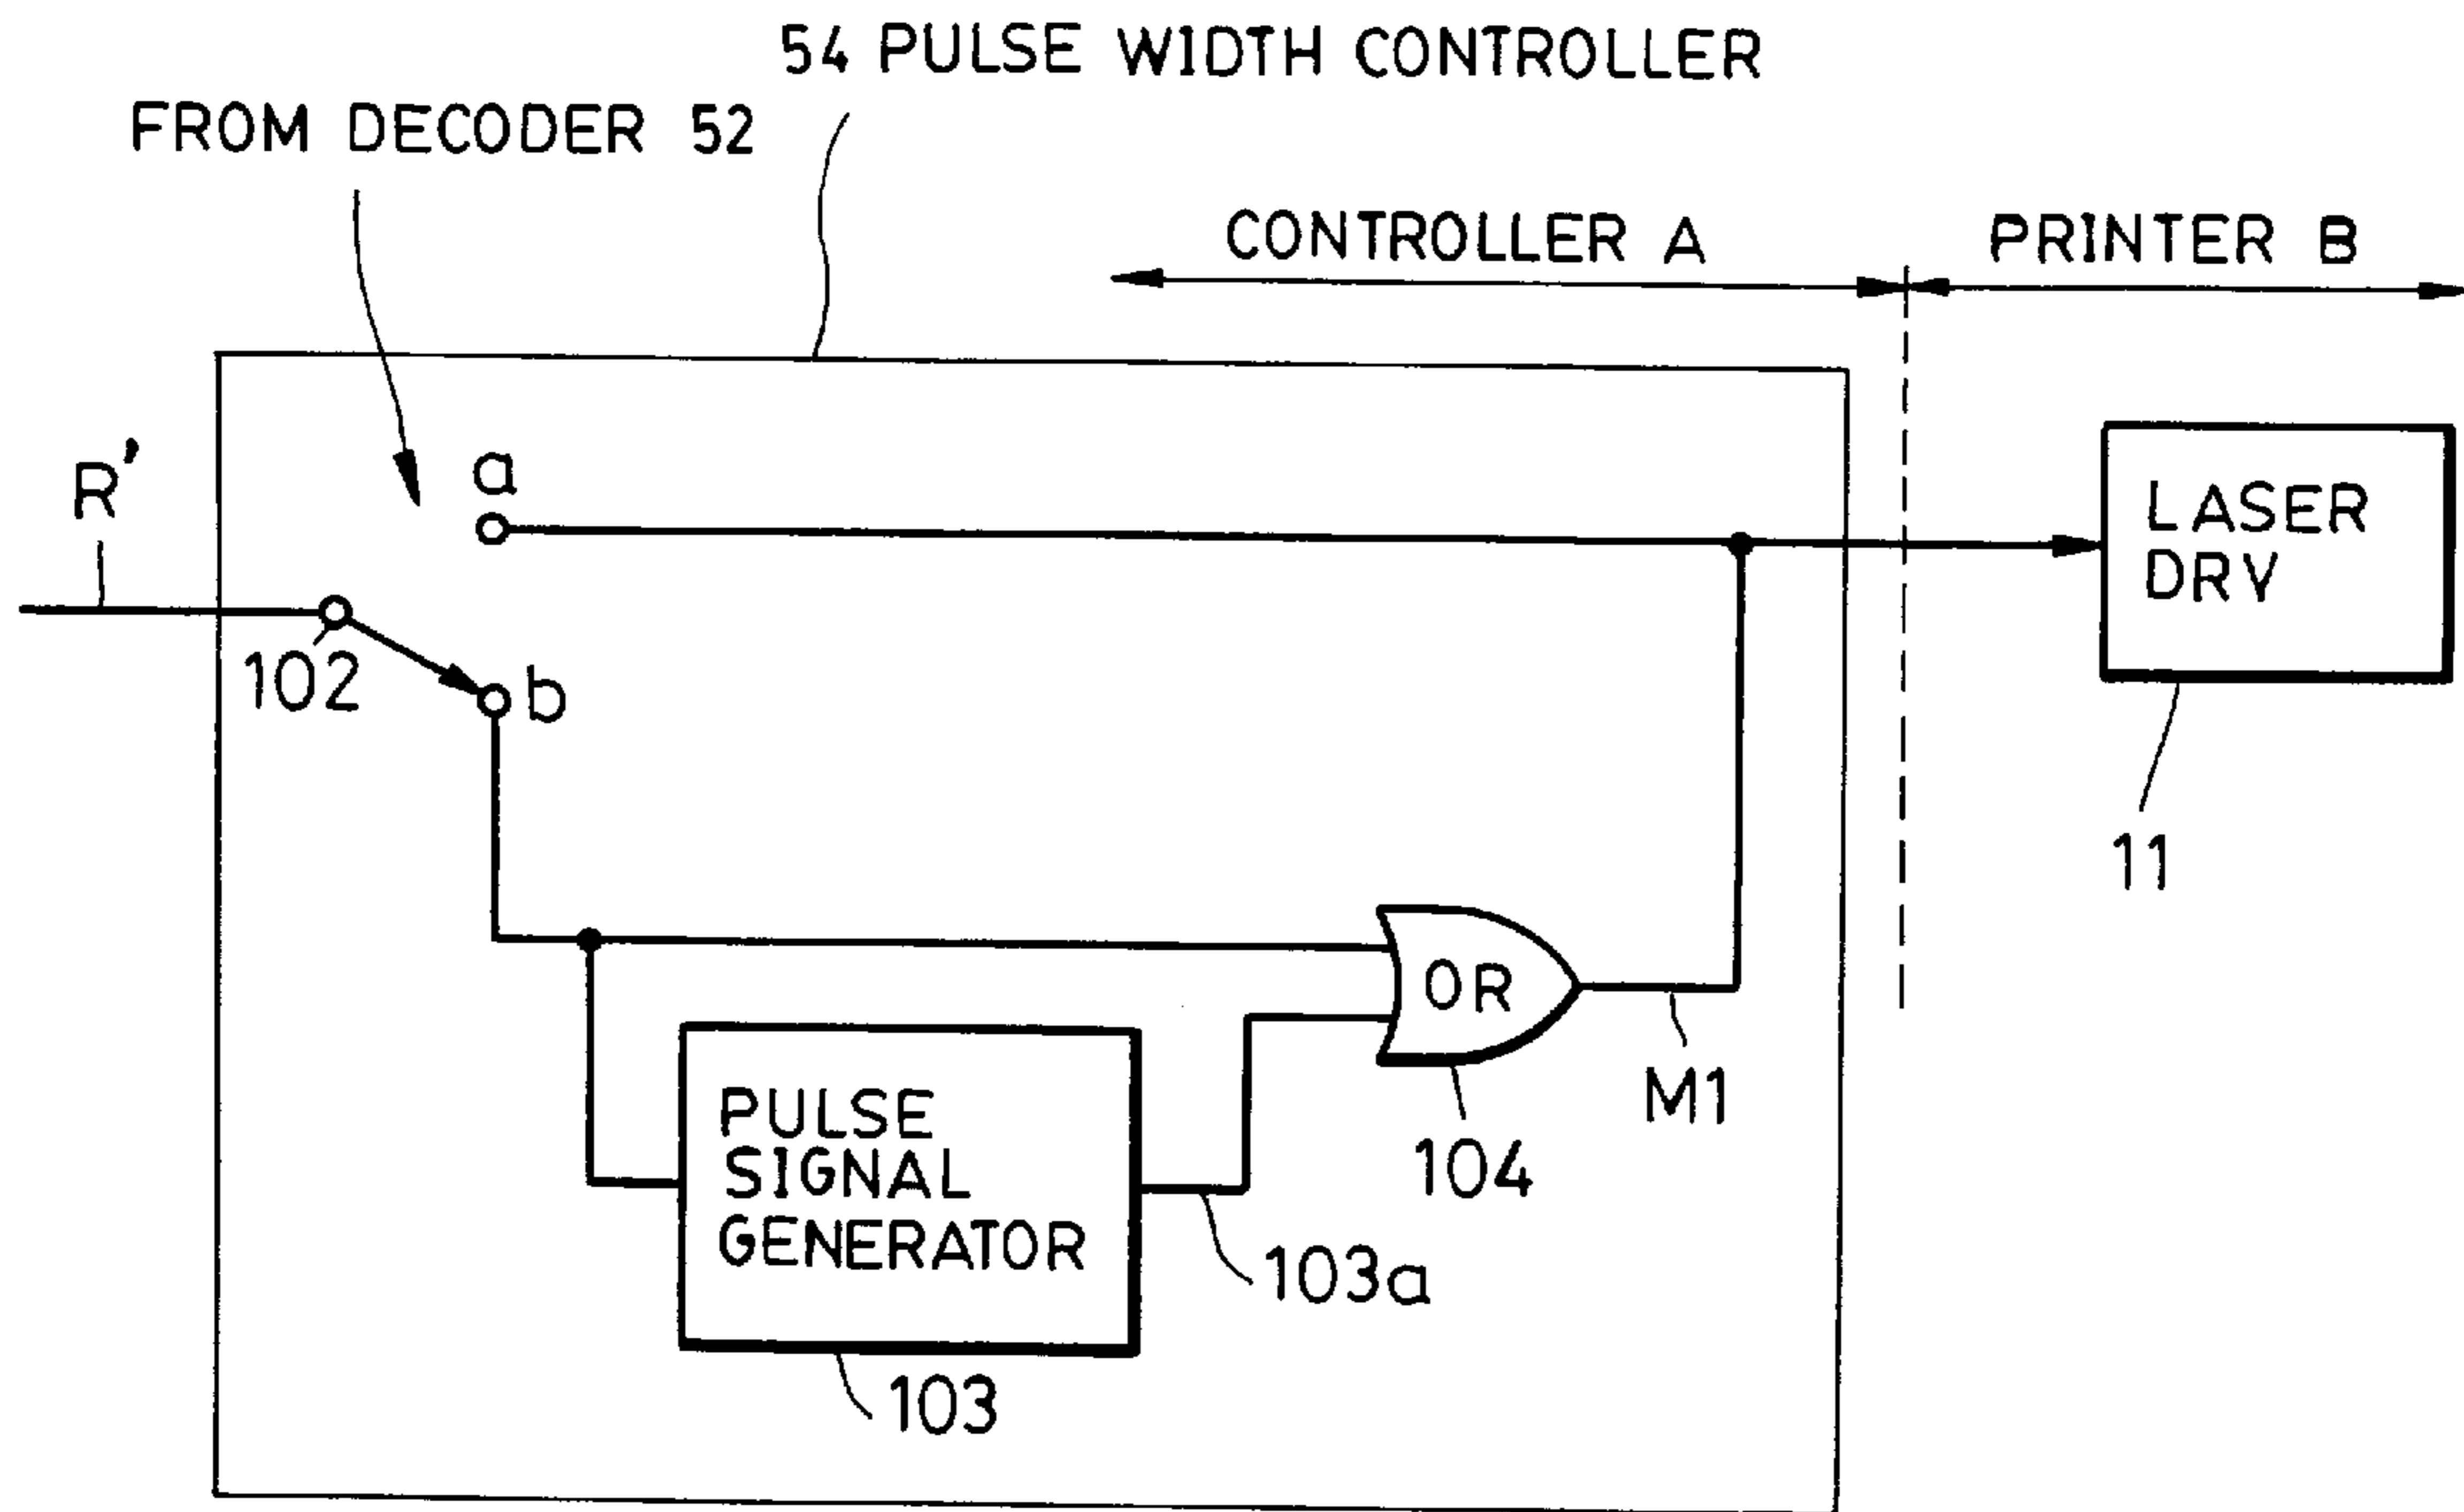 54 PULSE WIDTH CONTROLLER
FROM DECODER 52
CONTROLLER A
PRINTER B
R'
a
LASER
DRV
102
b
11
OR
M1
104
PULSE
SIGNAL
GENERATOR
103a
103